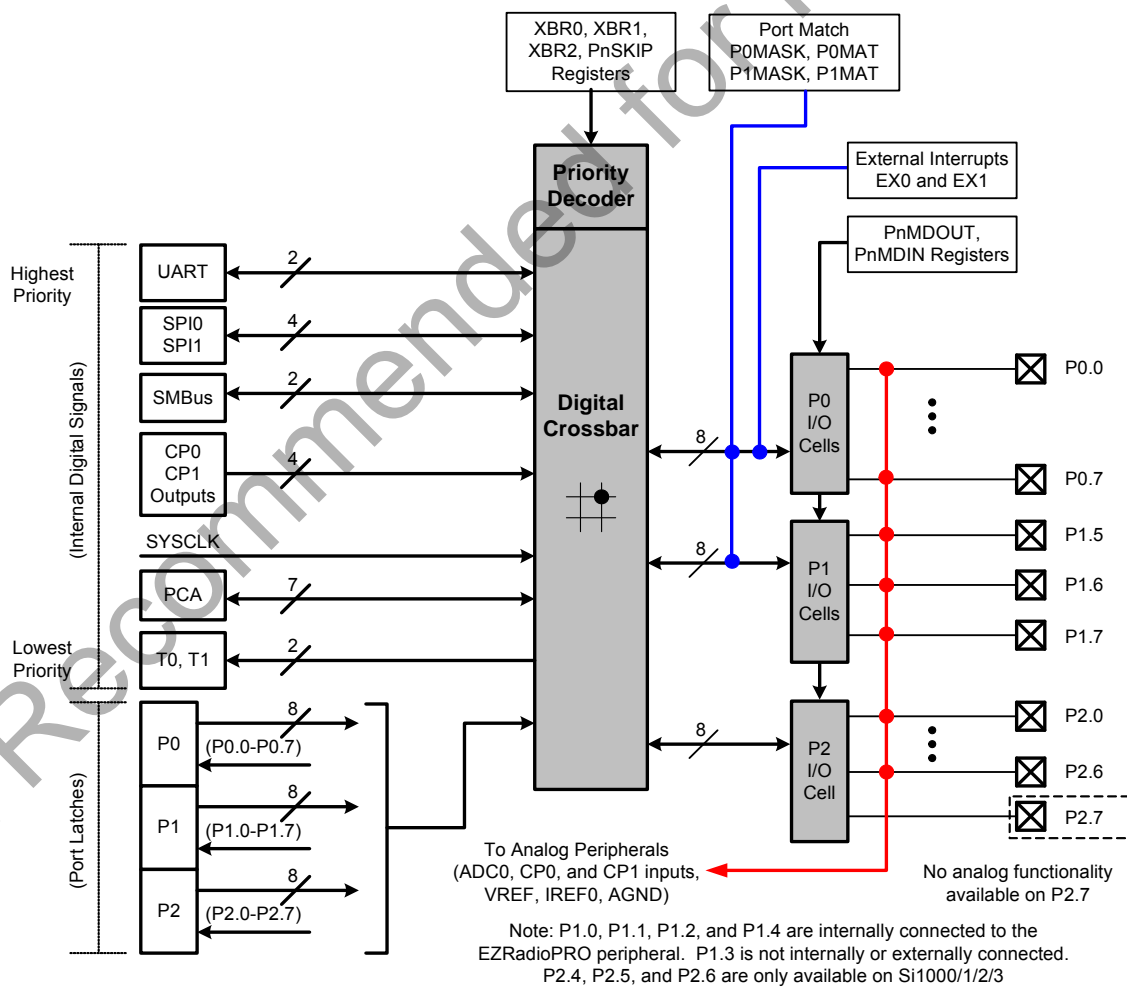 XBR0, XBR1,
XBR2, PnSKIP
Registers
Port Match
P0MASK, P0MAT
P1MASK, P1MAT
External Interrupts
EX0 and EX1
PnMDOUT,
PnMDIN Registers
Priority
Decoder
Digital
Crossbar
Highest
Priority
(Internal Digital Signals)
Lowest
Priority
(Port Latches)
UART
2
SPI0
SPI1
4
SMBus
2
CP0
CP1
Outputs
4
SYSCLK
PCA
7
T0, T1
2
P0
8
(P0.0-P0.7)
P1
8
(P1.0-P1.7)
P2
8
(P2.0-P2.7)
8
8
8
P0
I/O
Cells
P1
I/O
Cells
P2
I/O
Cell
P0.0
P0.7
P1.5
P1.6
P1.7
P2.0
P2.6
P2.7
To Analog Peripherals
(ADC0, CP0, and CP1 inputs,
VREF, IREF0, AGND)
No analog functionality
available on P2.7
Note: P1.0, P1.1, P1.2, and P1.4 are internally connected to the
EZRadioPRO peripheral. P1.3 is not internally or externally connected.
P2.4, P2.5, and P2.6 are only available on Si1000/1/2/3
Recommended for